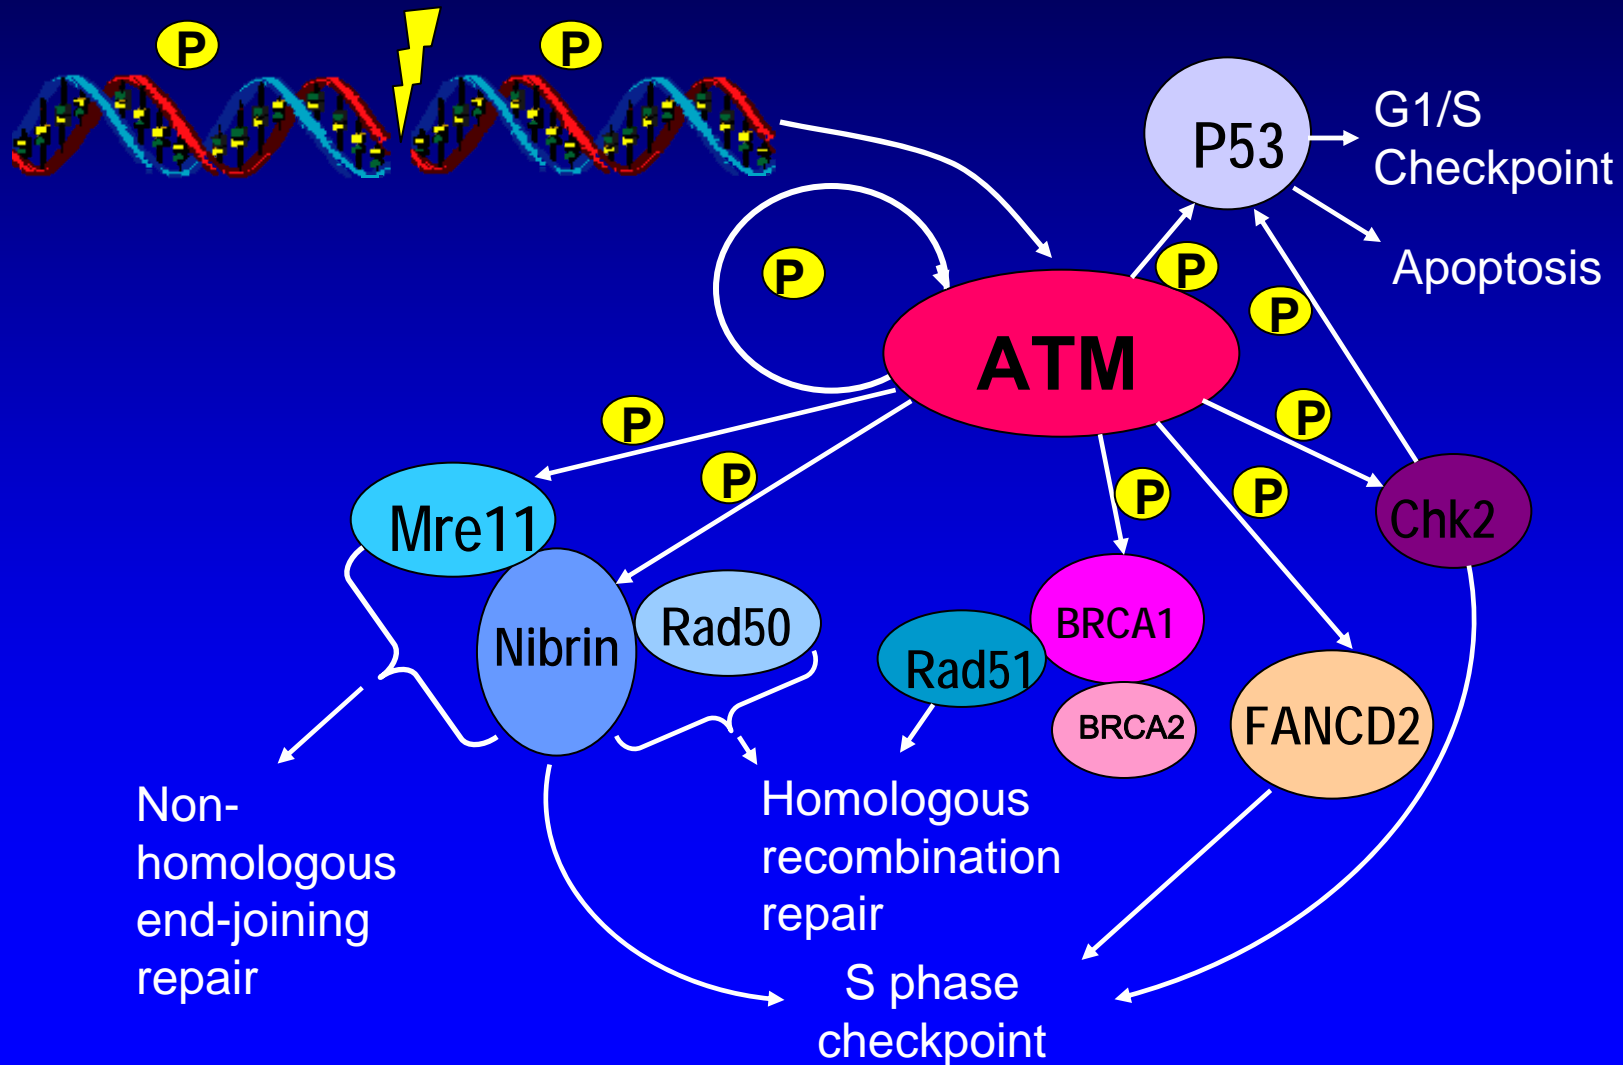 P
P
P53
G1/S
Checkpoint
Apoptosis
P
P
P
ATM
P
P
P
P
P
Mre11
Nibrin
Rad50
Rad51
BRCA1
BRCA2
FANCD2
Chk2
Non-
homologous
end-joining
repair
Homologous
recombination
repair
S phase
checkpoint